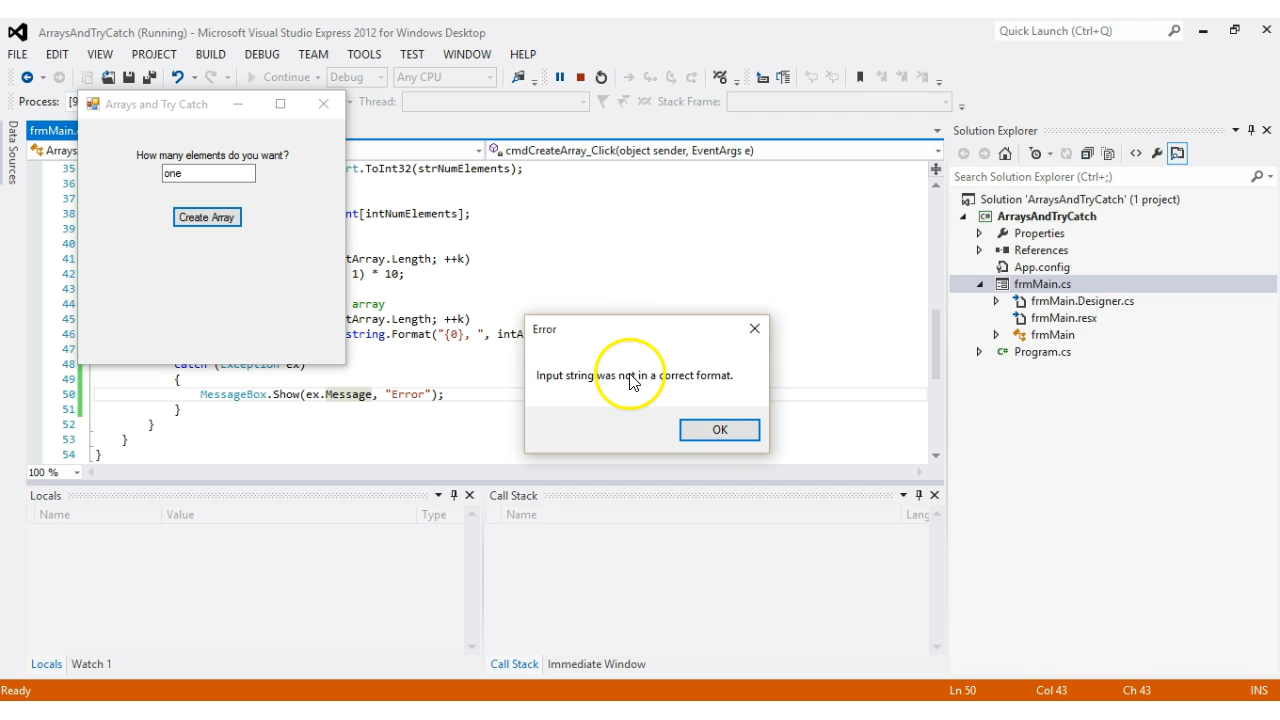 ArraysAndTryCatch (Running) - Microsoft Visual Studio Express 2012 for Windows Desktop
Quick Launch (Ctrl+Q)
FILE EDIT VIEW PROJECT BUILD DEBUG TEAM TOOLS TEST WINDOW HELP
Continue Debug Any CPU
Process: [9 Thread: Stack Frame:
Arrays and Try Catch
How many elements do you want?
one
Create Array
Data Sources
frmMain.
Arrays
cmdCreateArray_Click(object sender, EventArgs e)
35 rt.ToInt32(strNumElements);
36
37
38 nt[intNumElements];
39
40
41 tArray.Length; ++k)
42 1) * 10;
43
44 array
45 tArray.Length; ++k)
46 string.Format("{0}, ", intA
47
48 catch (Exception ex)
49 {
50 MessageBox.Show(ex.Message, "Error");
51 }
52 }
53 }
54 }
100 %
Error
Input string was not in a correct format.
OK
Solution Explorer
Search Solution Explorer (Ctrl+;)
Solution 'ArraysAndTryCatch' (1 project)
ArraysAndTryCatch
Properties
References
App.config
frmMain.cs
frmMain.Designer.cs
frmMain.resx
frmMain
Program.cs
Locals
Name Value Type
Call Stack
Name Lang
Locals Watch 1
Call Stack Immediate Window
Ready Ln 50 Col 43 Ch 43 INS